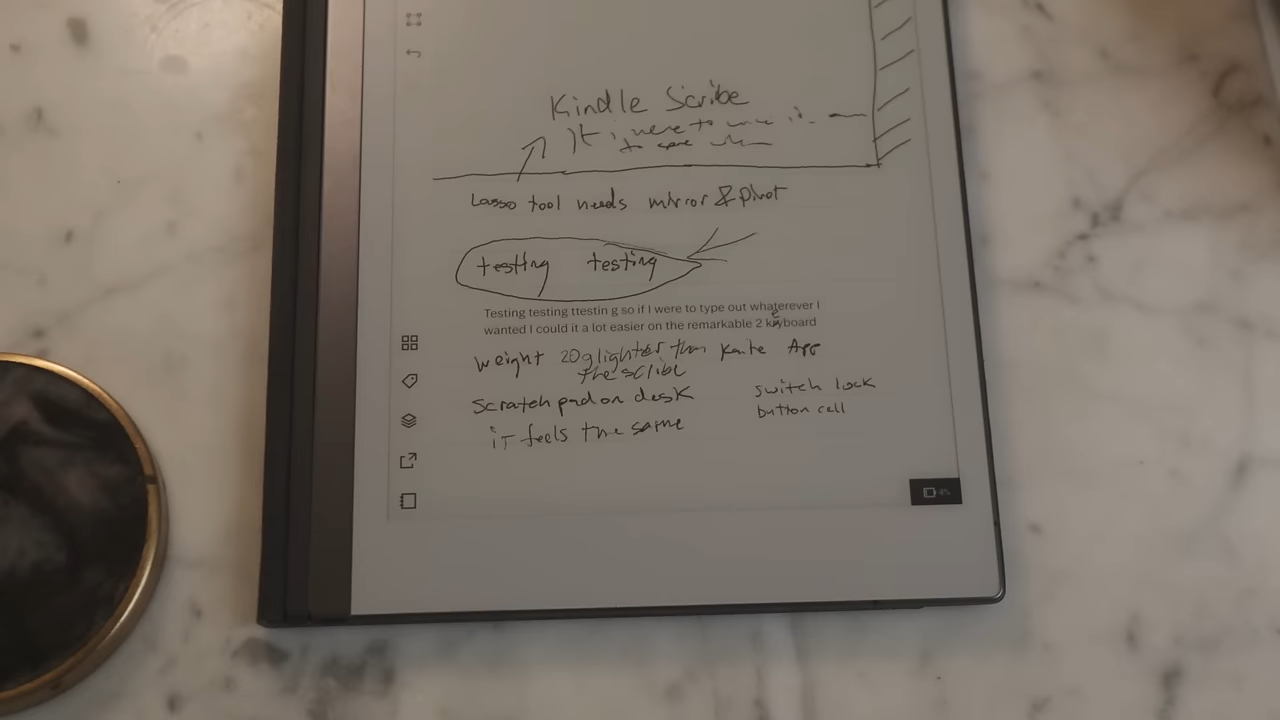 Kindle Scribe
It
Lasso tool needs mirror & pivot
testing testing
Testing testing ttestin g so if I were to type out whaterever I
wanted I could it a lot easier on the remarkable 2 keyboard
weight 20g lighter than
the scribe
scratch pad on desk
switch lock
button cell
it feels the same
4%